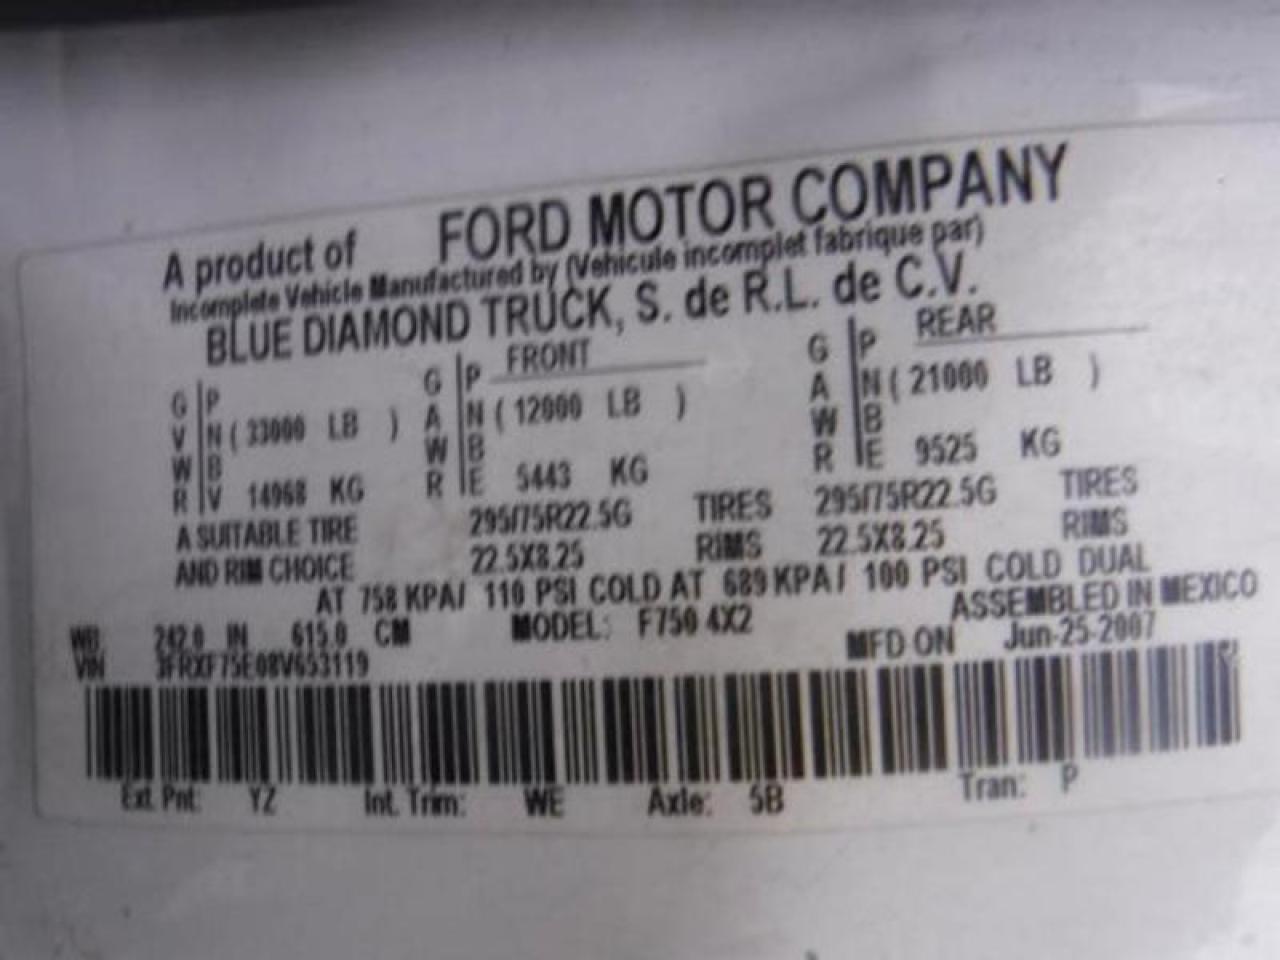 A product of FORD MOTOR COMPANY
Incomplete Vehicle Manufactured by (Vehicule incomplet fabrique par)
BLUE DIAMOND TRUCK, S. de R.L. de C.V.
G P G P FRONT G P REAR
V N ( 33000 LB ) A N ( 12000 LB ) A N ( 21000 LB )
W B W B W B
R V 14968 KG R E 5443 KG R E 9525 KG
A SUITABLE TIRE 295/75R22.5G TIRES 295/75R22.5G TIRES
AND RIM CHOICE 22.5X8.25 RIMS 22.5X8.25 RIMS
AT 758 KPA/ 110 PSI COLD AT 689 KPA/ 100 PSI COLD DUAL
ASSEMBLED IN MEXICO
WB 242.0 IN 615.0 CM MODEL: F750 4X2 MFD ON Jun-25-2007
VIN 3FRXF75E08V653119
Ext. Pnt: YZ Int. Trim: WE Axle: 5B Tran: P